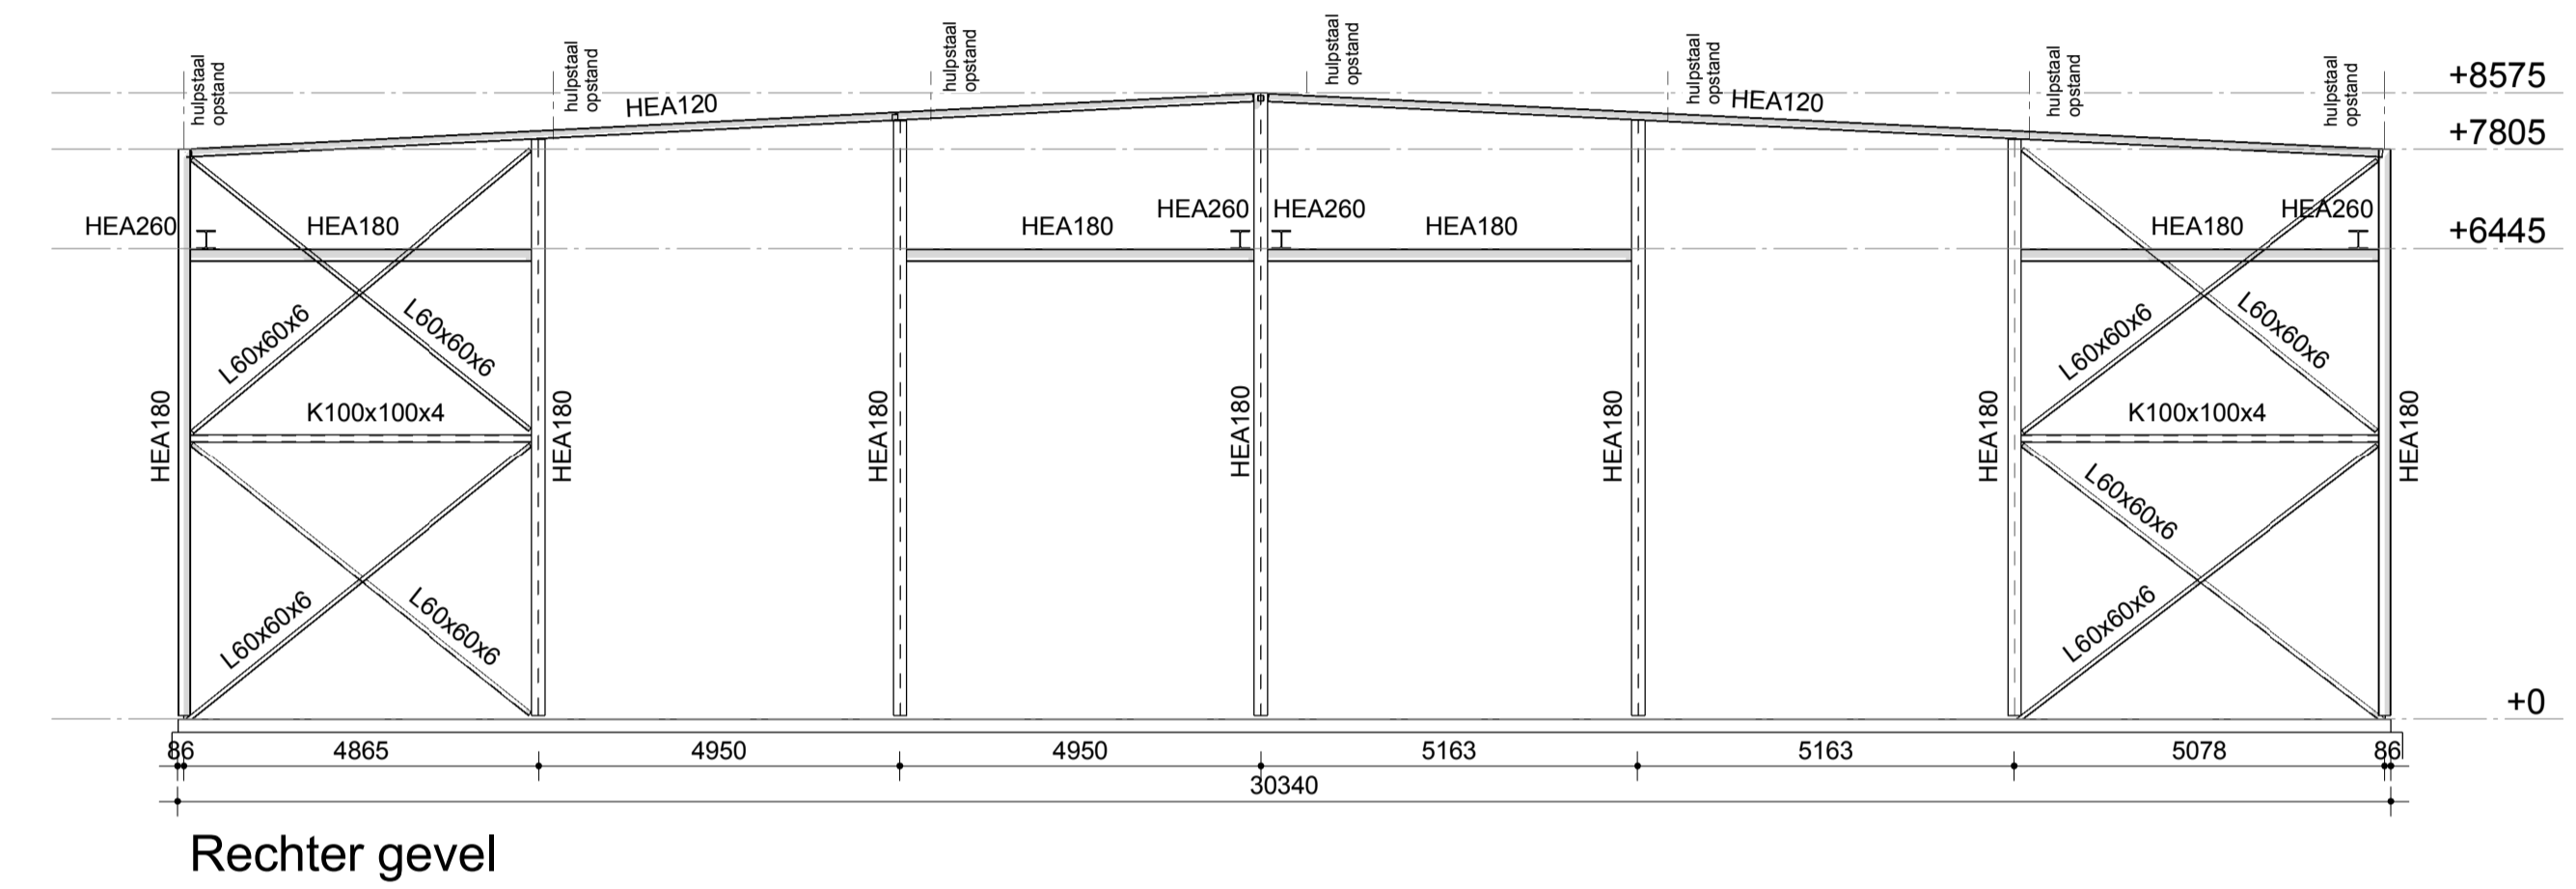 hulpstaal
opstand
hulpstaal
opstand
hulpstaal
opstand
hulpstaal
opstand
hulpstaal
opstand
hulpstaal
opstand
hulpstaal
opstand
+8575
HEA120
HEA120
+7805
HEA260
HEA180
HEA180
HEA260
HEA260
HEA180
HEA180
HEA260
+6445
L60x60x6
L60x60x6
L60x60x6
L60x60x6
K100x100x4
K100x100x4
HEA180
HEA180
HEA180
HEA180
HEA180
HEA180
HEA180
L60x60x6
L60x60x6
L60x60x6
L60x60x6
+0
86
4865
4950
4950
5163
5163
5078
86
30340
Rechter gevel